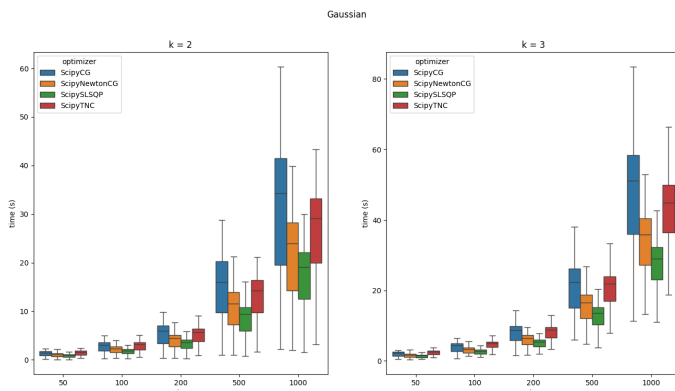 Gaussian
k = 2
optimizer
ScipyCG
ScipyNewtonCG
ScipySLSQP
ScipyTNC
time (s)
60
50
40
30
20
10
0
50
100
200
500
1000
k = 3
optimizer
ScipyCG
ScipyNewtonCG
ScipySLSQP
ScipyTNC
time (s)
80
60
40
20
0
50
100
200
500
1000